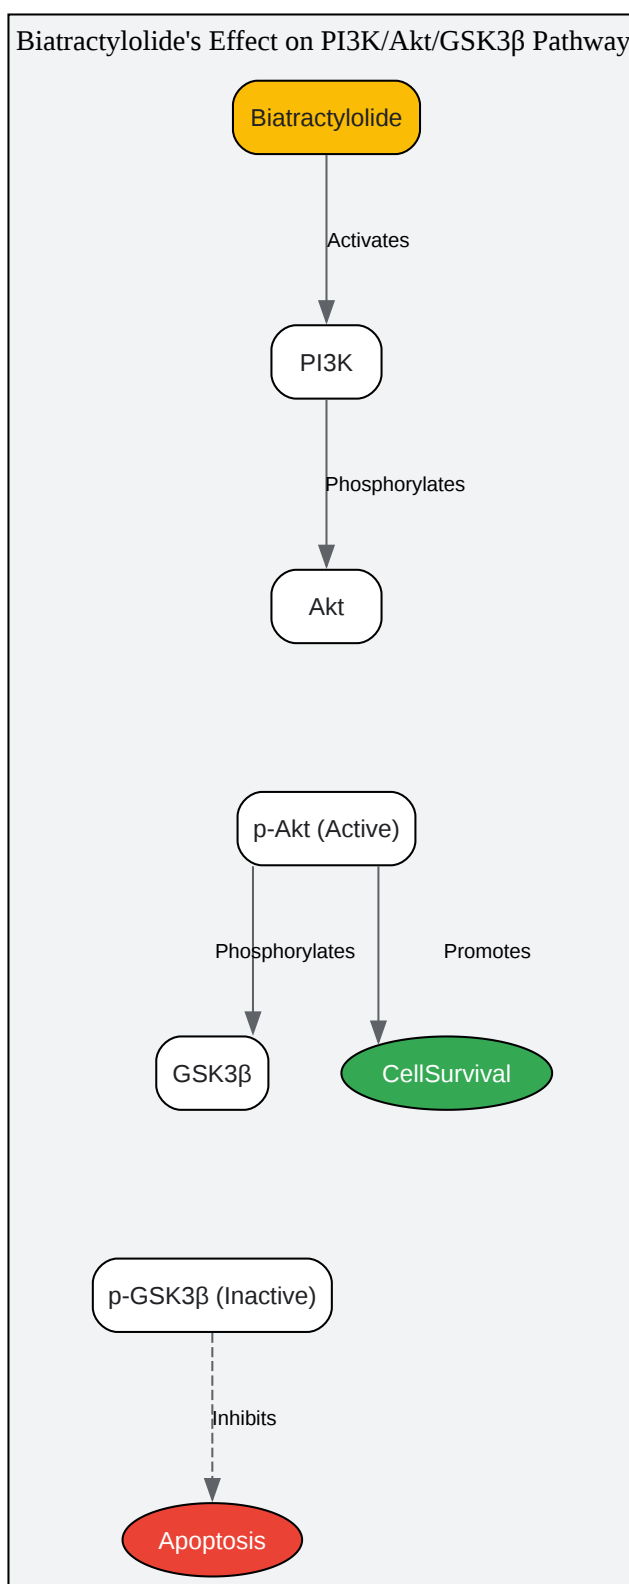 Biatractylolide's Effect on PI3K/Akt/GSK3β Pathway
Biatractylolide
Activates
PI3K
Phosphorylates
Akt
p-Akt (Active)
Phosphorylates
Promotes
GSK3β
CellSurvival
p-GSK3β (Inactive)
Inhibits
Apoptosis